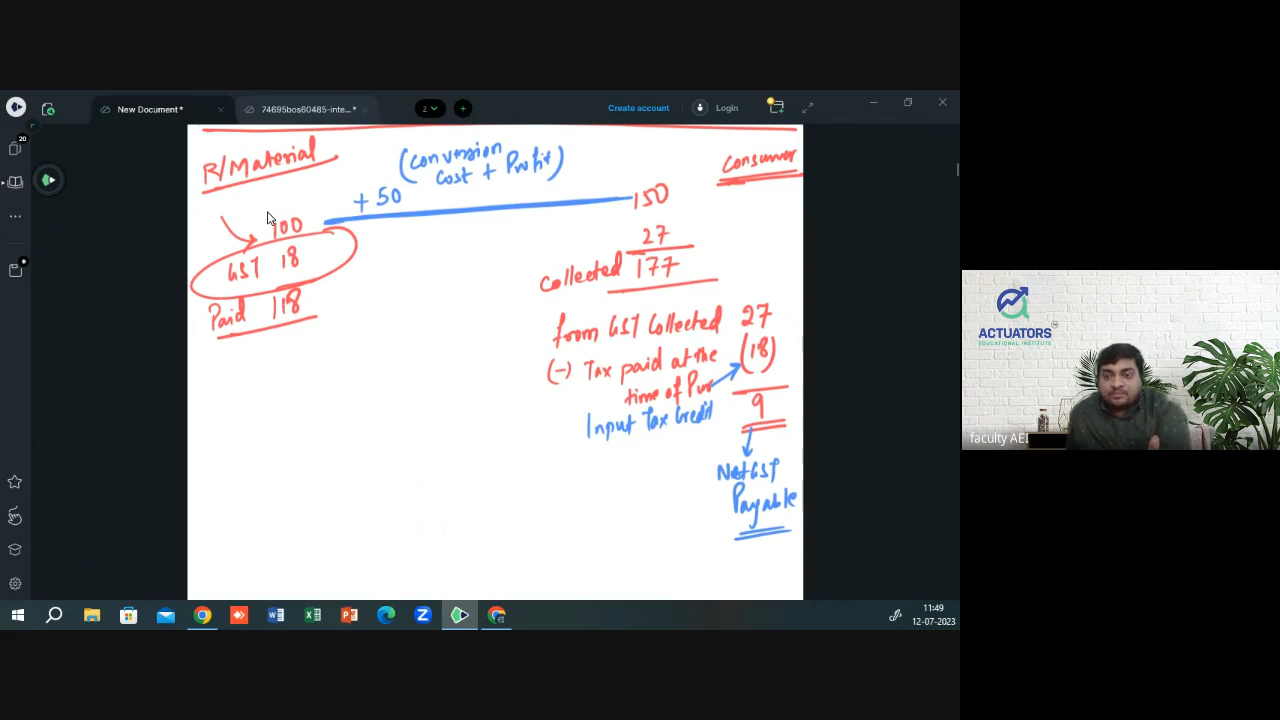 New Document*
74695bos60485-inte...*
2
Create account
Login
20
R/Material
(Conversion
Cost + Profit)
Consumer
+ 50
150
100
27
GST 18
Collected 177
Paid 118
from GST Collected 27
(-) Tax paid at the (18)
time of Pur
Input Tax Credit
9
Net GST
Payable
ACTUATORS
EDUCATIONAL INSTITUTE
faculty AEI
11:49
12-07-2023